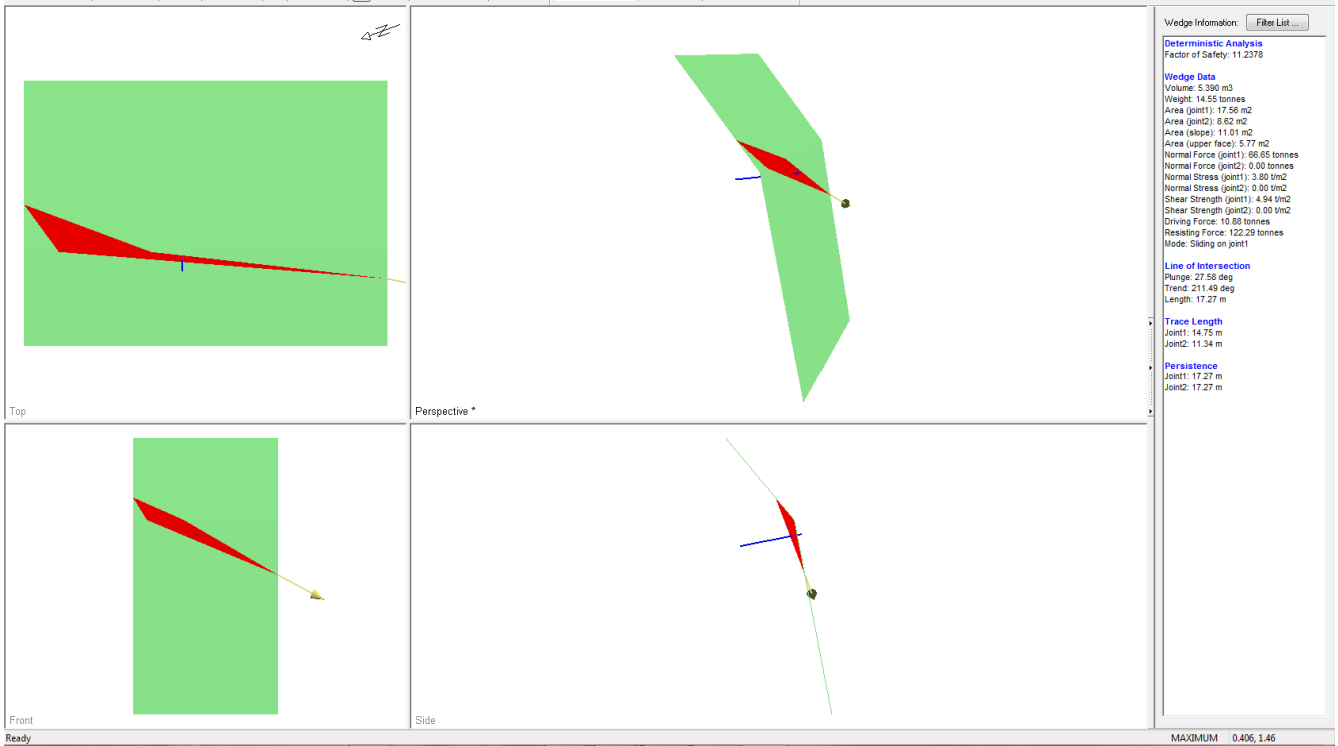 Wedge Information:
Filter List ...
Deterministic Analysis
Factor of Safety: 11.2378
Wedge Data
Volume: 5.390 m3
Weight: 14.55 tonnes
Area (joint1): 17.56 m2
Area (joint2): 8.62 m2
Area (slope): 11.01 m2
Area (upper face): 5.77 m2
Normal Force (joint1): 66.65 tonnes
Normal Force (joint2): 0.00 tonnes
Normal Stress (joint1): 3.80 t/m2
Normal Stress (joint2): 0.00 t/m2
Shear Strength (joint1): 4.94 t/m2
Shear Strength (joint2): 0.00 t/m2
Driving Force: 10.88 tonnes
Resisting Force: 122.29 tonnes
Mode: Sliding on joint1
Line of Intersection
Plunge: 27.58 deg
Trend: 211.49 deg
Length: 17.27 m
Trace Length
Joint1: 14.75 m
Joint2: 11.34 m
Persistence
Joint1: 17.27 m
Joint2: 17.27 m
Top
Perspective *
Front
Side
Ready
MAXIMUM 0.406, 1.46